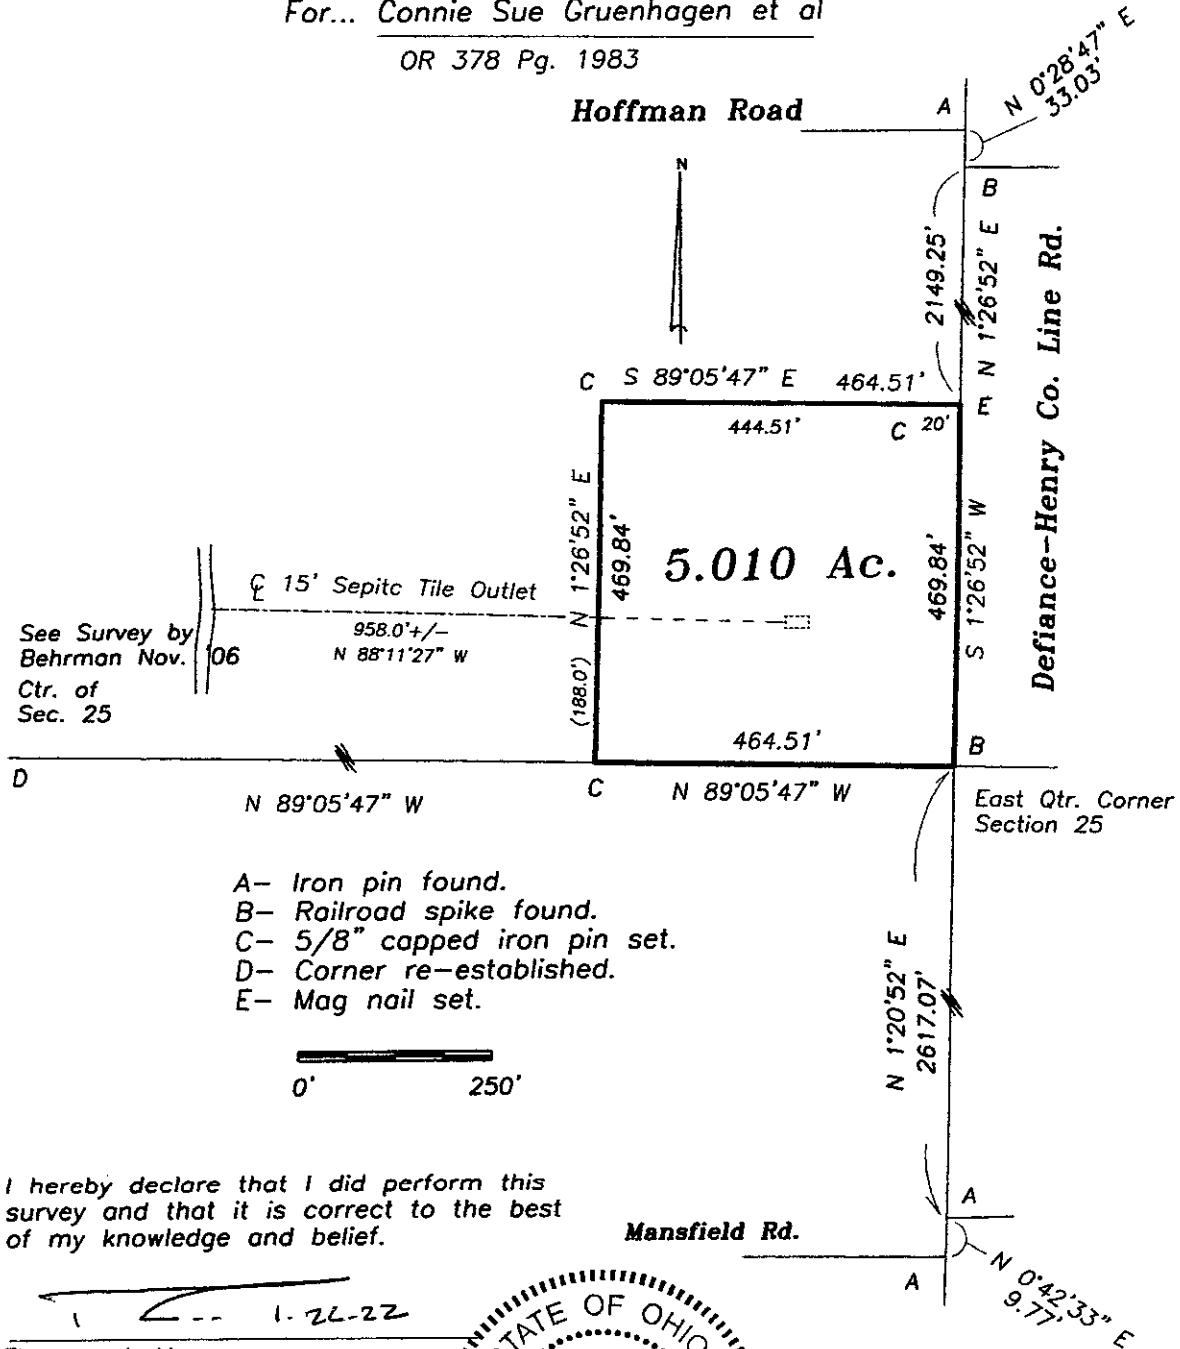 For... Connie Sue Gruenhagen et al
OR 378 Pg. 1983
Hoffman Road
A
N 0°28'47" E
33.03'
N
B
2149.25'
N 1°26'52" E
Defiance-Henry Co. Line Rd.
C
S 89°05'47" E
464.51'
E
444.51'
C
20'
N 1°26'52" E
469.84'
5.010 Ac.
469.84'
S 1°26'52" W
℄ 15' Sepitc Tile Outlet
958.0'+/-
N 88°11'27" W
See Survey by
Behrman Nov. '06
Ctr. of
Sec. 25
(188.0')
464.51'
B
D
N 89°05'47" W
C
N 89°05'47" W
East Qtr. Corner
Section 25
A- Iron pin found.
B- Railroad spike found.
C- 5/8" capped iron pin set.
D- Corner re-established.
E- Mag nail set.
0'
250'
N 1°20'52" E
2617.07'
I hereby declare that I did perform this
survey and that it is correct to the best
of my knowledge and belief.
Mansfield Rd.
A
A
N 0°42'33" E
9.77'
STATE OF OHIO